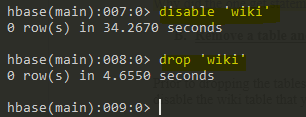 hbase(main):007:0> disable 'wiki'
0 row(s) in 34.2670 seconds
hbase(main):008:0> drop 'wiki'
0 row(s) in 4.6550 seconds
hbase(main):009:0>